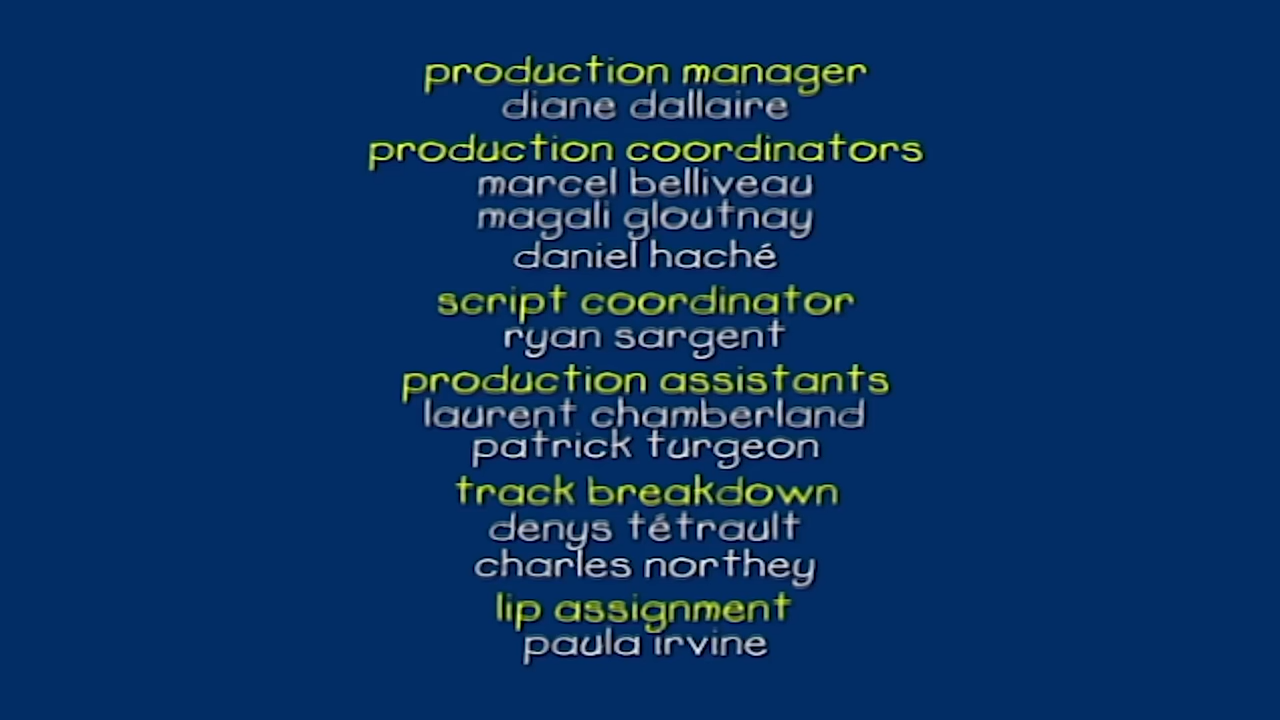 production manager
diane dallaire
production coordinators
marcel belliveau
magali gloutnay
daniel haché
script coordinator
ryan sargent
production assistants
laurent chamberland
patrick turgeon
track breakdown
denys tétrault
charles northey
lip assignment
paula irvine